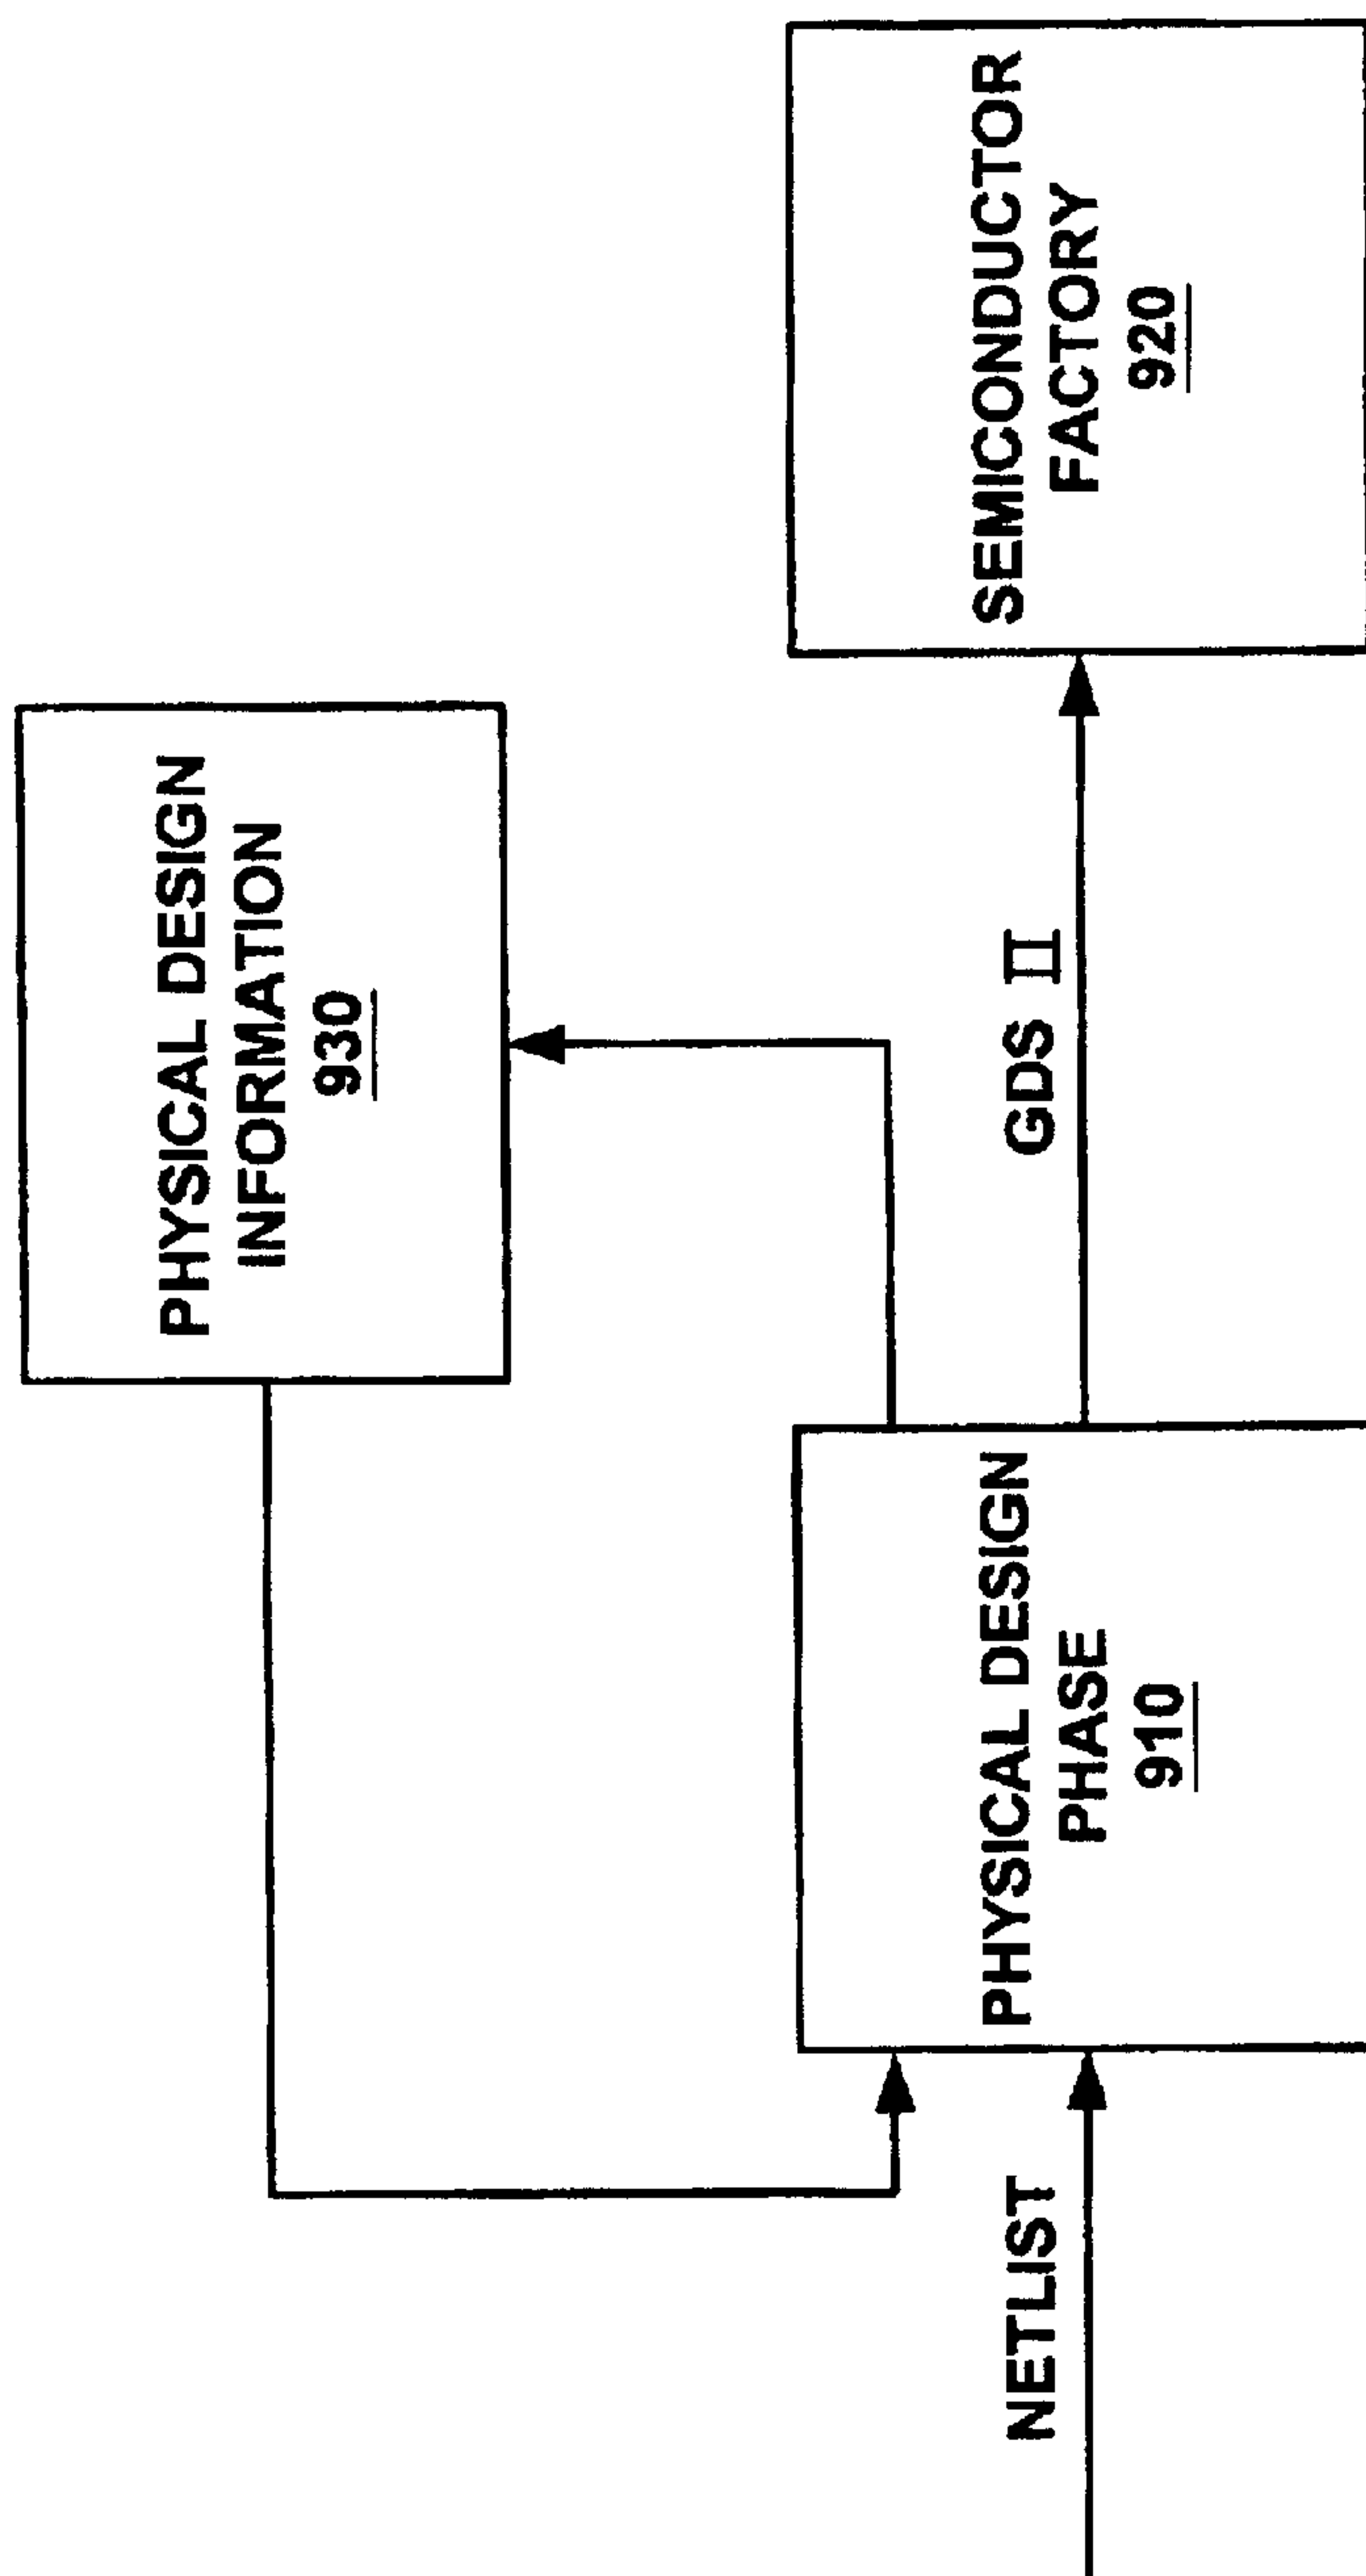 PHYSICAL DESIGN
INFORMATION
930
NETLIST
PHYSICAL DESIGN
PHASE
910
GDS II
SEMICONDUCTOR
FACTORY
920